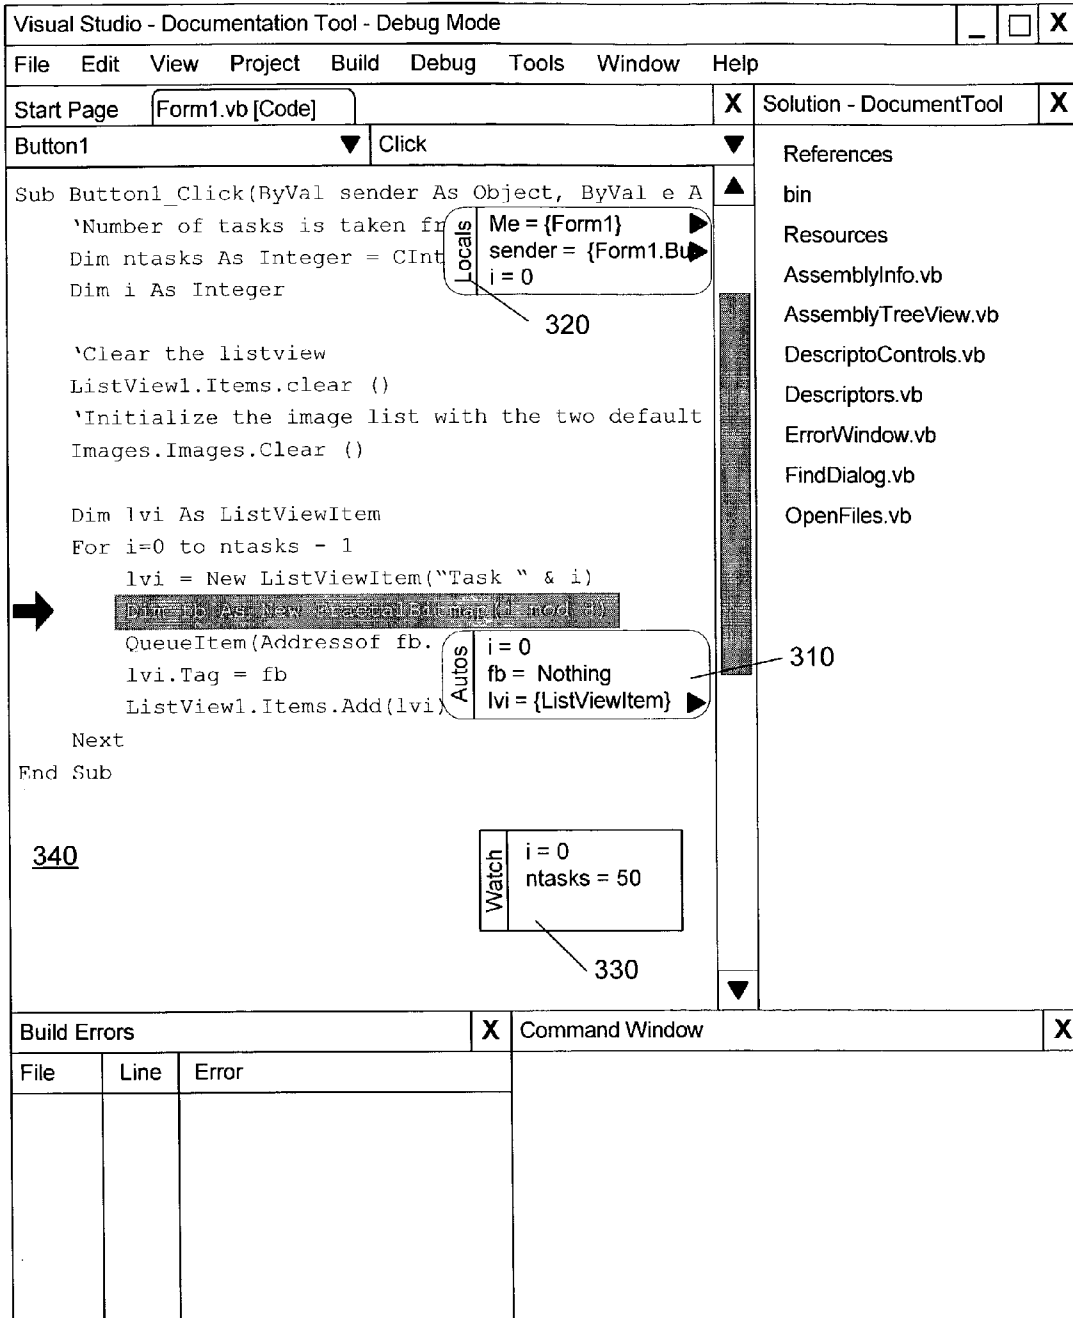 Visual Studio - Documentation Tool - Debug Mode
_ X
File Edit View Project Build Debug Tools Window Help
Start Page Form1.vb [Code] X
Button1 Click
Sub Button1_Click(ByVal sender As Object, ByVal e A
'Number of tasks is taken fr
Dim ntasks As Integer = CInt
Dim i As Integer
Locals
Me = {Form1}
sender = {Form1.Bu
i = 0
320
'Clear the listview
ListView1.Items.clear ()
'Initialize the image list with the two default
Images.Images.Clear ()
Dim lvi As ListViewItem
For i=0 to ntasks - 1
lvi = New ListViewItem("Task " & i)
Dim fb As New FractalBitmap(i mod
QueueItem(Addressof fb.
lvi.Tag = fb
ListView1.Items.Add(lvi)
Next
End Sub
Autos
i = 0
fb = Nothing
lvi = {ListViewItem}
310
340
Watch
i = 0
ntasks = 50
330
Solution - DocumentTool X
References
bin
Resources
AssemblyInfo.vb
AssemblyTreeView.vb
DescriptoControls.vb
Descriptors.vb
ErrorWindow.vb
FindDialog.vb
OpenFiles.vb
Build Errors X
File Line Error
Command Window X